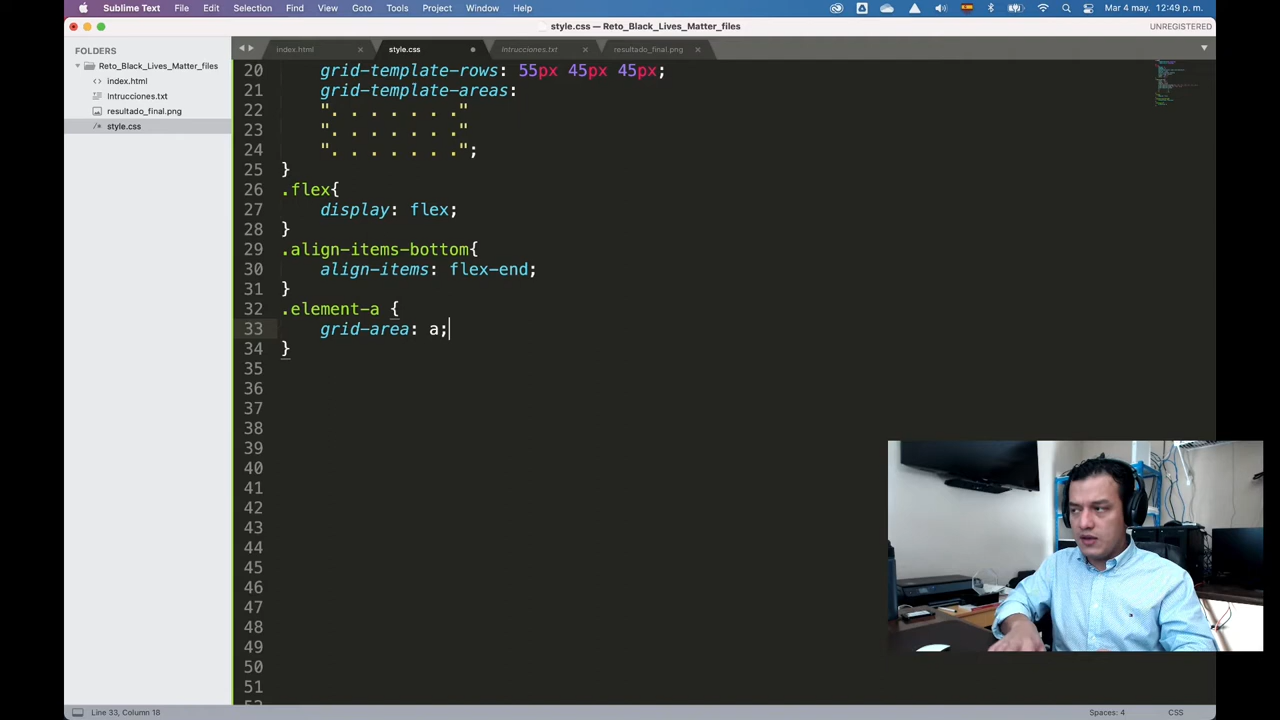 Sublime Text File Edit Selection Find View Goto Tools Project Window Help Mar 4 may. 12:49 p. m.
style.css — Reto_Black_Lives_Matter_files UNREGISTERED
FOLDERS
Reto_Black_Lives_Matter_files
index.html
Intrucciones.txt
resultado_final.png
style.css
index.html style.css Intrucciones.txt resultado_final.png
20 grid-template-rows: 55px 45px 45px;
21 grid-template-areas:
22 ". . . . . . ."
23 ". . . . . . ."
24 ". . . . . . .";
25 }
26 .flex{
27 display: flex;
28 }
29 .align-items-bottom{
30 align-items: flex-end;
31 }
32 .element-a {
33 grid-area: a;
34 }
35
36
37
38
39
40
41
42
43
44
45
46
47
48
49
50
51
Line 33, Column 18 Spaces: 4 CSS